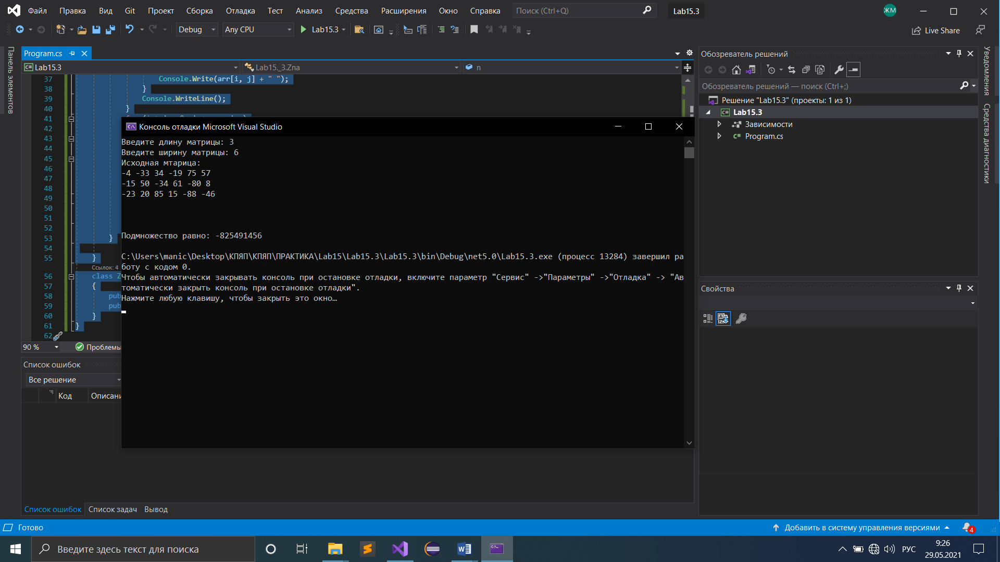 Файл Правка Вид Git Проект Сборка Отладка Тест Анализ Средства Расширения Окно Справка Поиск (Ctrl+Q) Lab15.3 ЖМ
Debug Any CPU Lab15.3 Live Share
Панель элементов
Program.cs
Lab15.3 Lab15._3.Zna n
37 Console.Write(arr[i, j] + " ");
38 }
39 Console.WriteLine();
40 }
41
42
43
44
45
46
47
48
49
50
51
52
53 }
54
55 }
Ссылок: 4
56 class Z
57 {
58 pub
59 pub
60 }
61 }
62
90 % Проблемы
Консоль отладки Microsoft Visual Studio
Введите длину матрицы: 3
Введите ширину матрицы: 6
Исходная мтарица:
-4 -33 34 -19 75 57
-15 50 -34 61 -80 8
-23 20 85 15 -88 -46
Подмножество равно: -825491456
C:\Users\manic\Desktop\КПЯП\КПЯП\ПРАКТИКА\Lab15\Lab15.3\Lab15.3\bin\Debug\net5.0\Lab15.3.exe (процесс 13284) завершил ра
боту с кодом 0.
Чтобы автоматически закрывать консоль при остановке отладки, включите параметр "Сервис" ->"Параметры" ->"Отладка" -> "Ав
томатически закрыть консоль при остановке отладки".
Нажмите любую клавишу, чтобы закрыть это окно…
Список ошибок
Все решение
Код Описани
Список ошибок Список задач Вывод
Обозреватель решений
Обозреватель решений — поиск (Ctrl+;)
Решение "Lab15.3" (проекты: 1 из 1)
Lab15.3
Зависимости
Program.cs
Свойства
Уведомления
Средства диагностики
Готово Добавить в систему управления версиями 4
Введите здесь текст для поиска РУС 9:26
29.05.2021